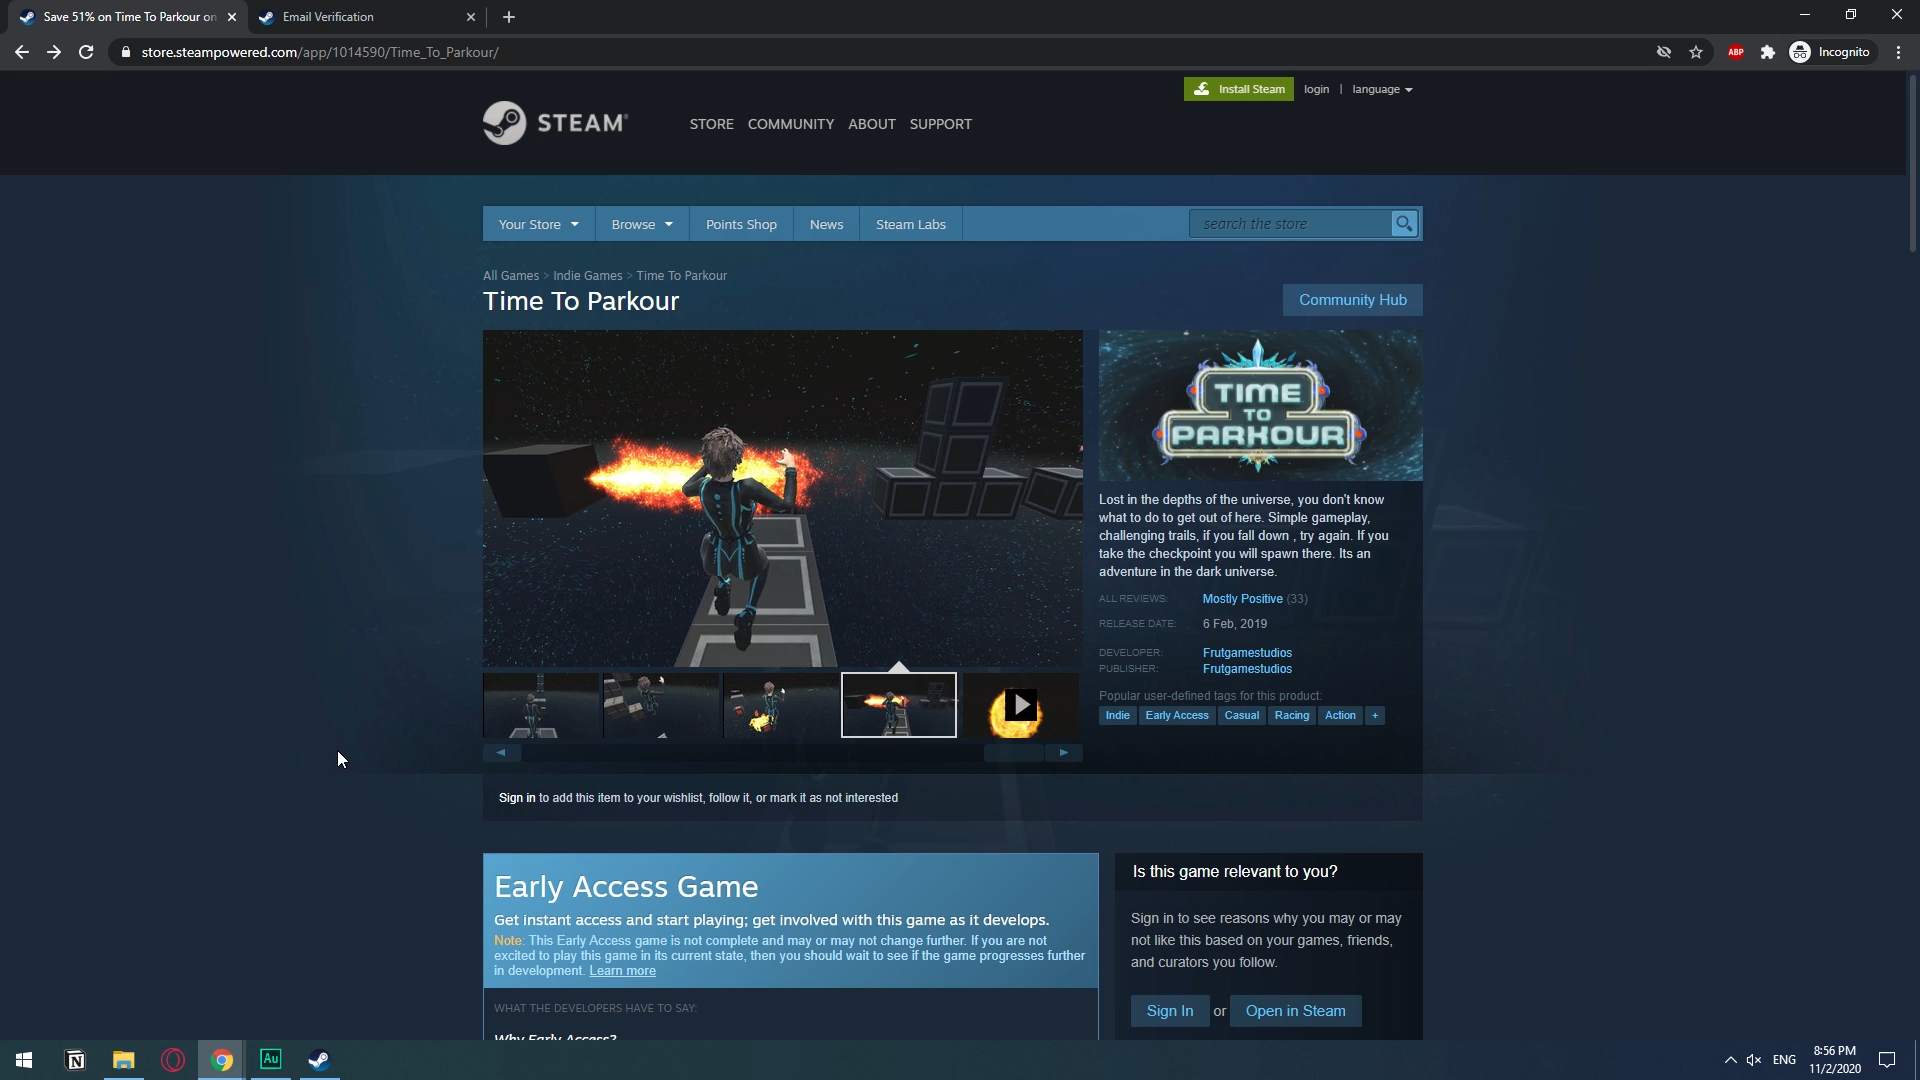 Save 51% on Time To Parkour on
Email Verification
store.steampowered.com/app/1014590/Time_To_Parkour/
ABP
Incognito
Install Steam
login | language
STEAM®
STORE COMMUNITY ABOUT SUPPORT
Your Store Browse Points Shop News Steam Labs
search the store
All Games > Indie Games > Time To Parkour
Time To Parkour
Community Hub
TIME
TO
PARKOUR
Lost in the depths of the universe, you don't know
what to do to get out of here. Simple gameplay,
challenging trails, if you fall down , try again. If you
take the checkpoint you will spawn there. Its an
adventure in the dark universe.
ALL REVIEWS: Mostly Positive (33)
RELEASE DATE: 6 Feb, 2019
DEVELOPER: Frutgamestudios
PUBLISHER: Frutgamestudios
Popular user-defined tags for this product:
Indie Early Access Casual Racing Action +
Sign in to add this item to your wishlist, follow it, or mark it as not interested
Early Access Game
Get instant access and start playing; get involved with this game as it develops.
Note: This Early Access game is not complete and may or may not change further. If you are not
excited to play this game in its current state, then you should wait to see if the game progresses further
in development. Learn more
WHAT THE DEVELOPERS HAVE TO SAY:
Why Early Access?
Is this game relevant to you?
Sign in to see reasons why you may or may
not like this based on your games, friends,
and curators you follow.
Sign In or Open in Steam
N
Au
ENG
8:56 PM
11/2/2020